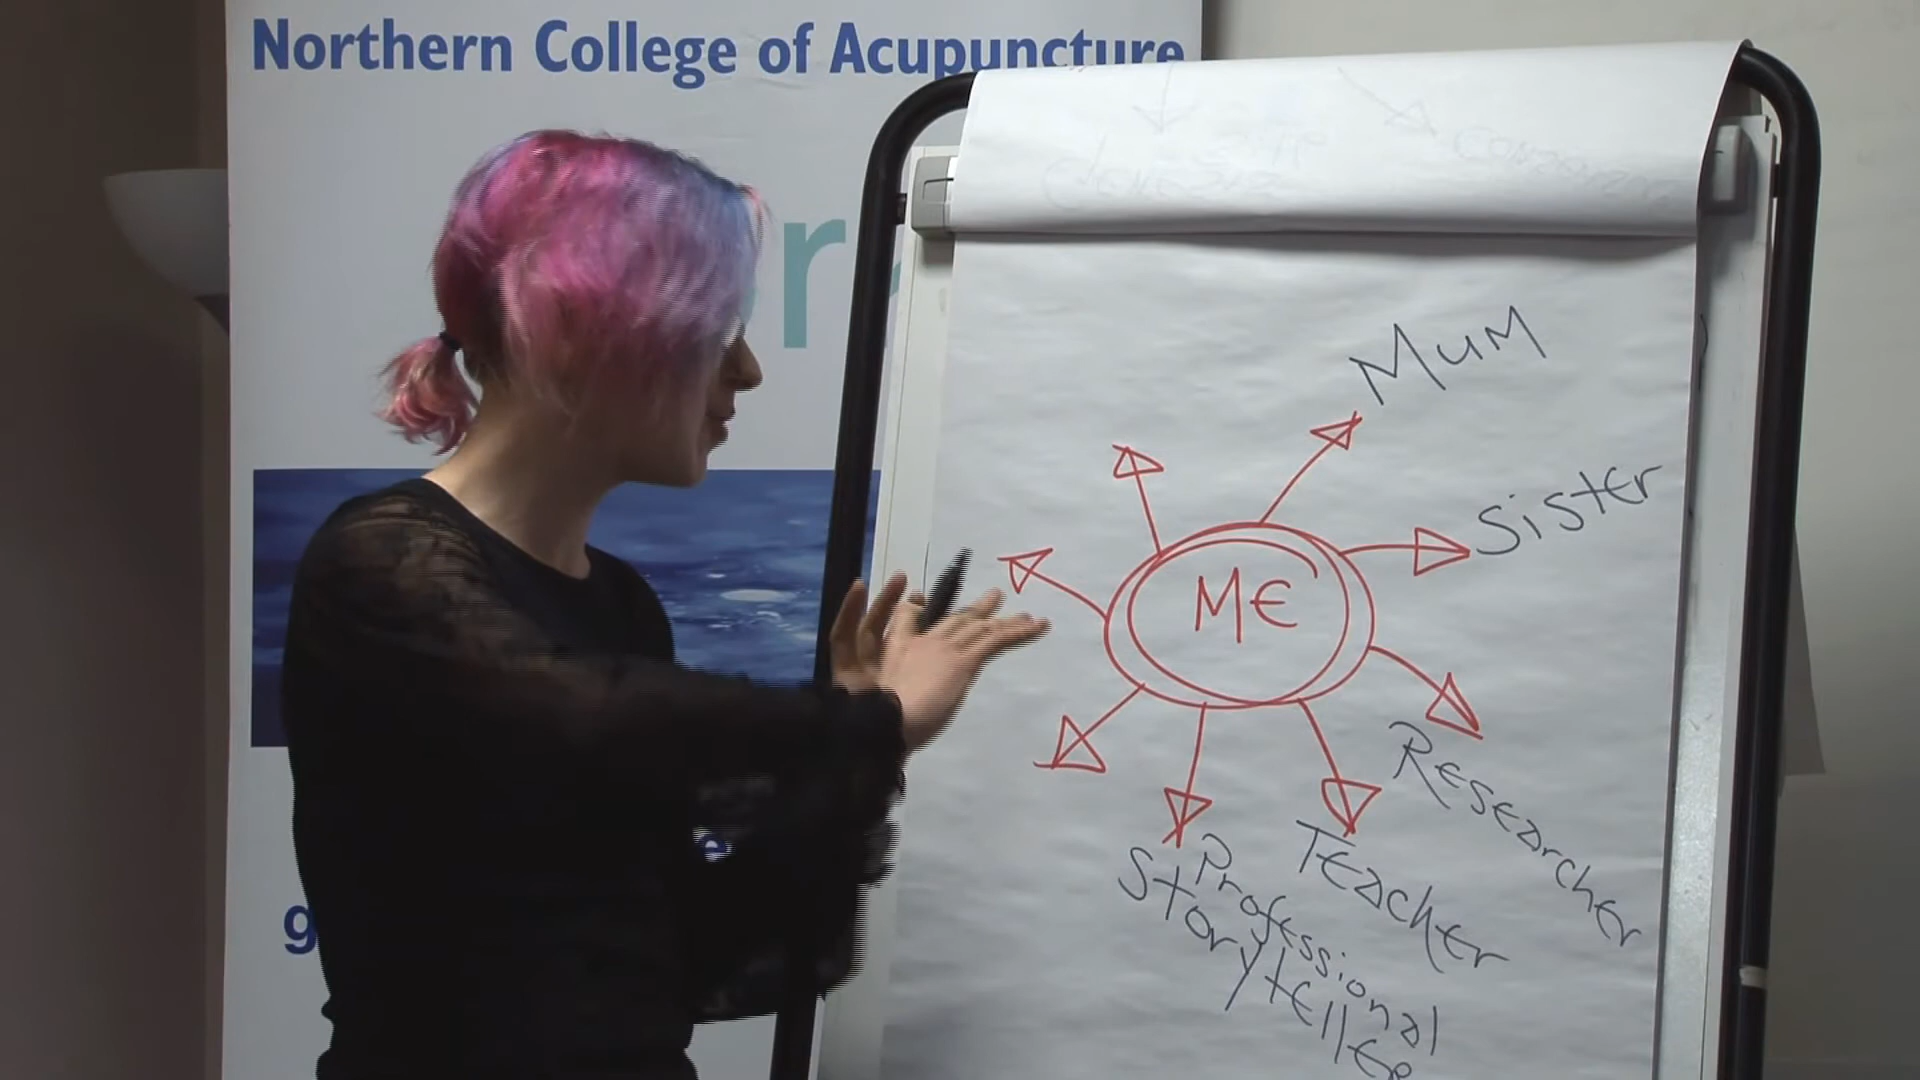 Northern College of Acupuncture
r
Mum
Sister
ME
Researcher
Teacher
Professional
Storyteller
e
g